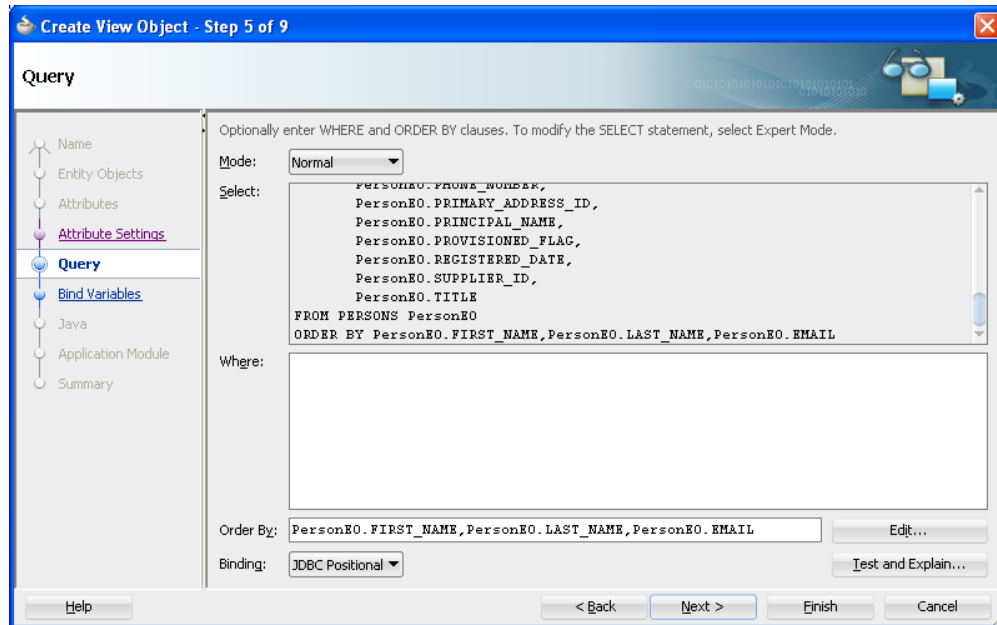 Create View Object - Step 5 of 9
Query
Name
Entity Objects
Attributes
Attribute Settings
Query
Bind Variables
Java
Application Module
Summary
Optionally enter WHERE and ORDER BY clauses. To modify the SELECT statement, select Expert Mode.
Mode: Normal
Select:
PersonEO.PHONE_NUMBER,
PersonEO.PRIMARY_ADDRESS_ID,
PersonEO.PRINCIPAL_NAME,
PersonEO.PROVISIONED_FLAG,
PersonEO.REGISTERED_DATE,
PersonEO.SUPPLIER_ID,
PersonEO.TITLE
FROM PERSONS PersonEO
ORDER BY PersonEO.FIRST_NAME,PersonEO.LAST_NAME,PersonEO.EMAIL
Where:
Order By: PersonEO.FIRST_NAME,PersonEO.LAST_NAME,PersonEO.EMAIL Edit...
Binding: JDBC Positional Test and Explain...
Help < Back Next > Finish Cancel